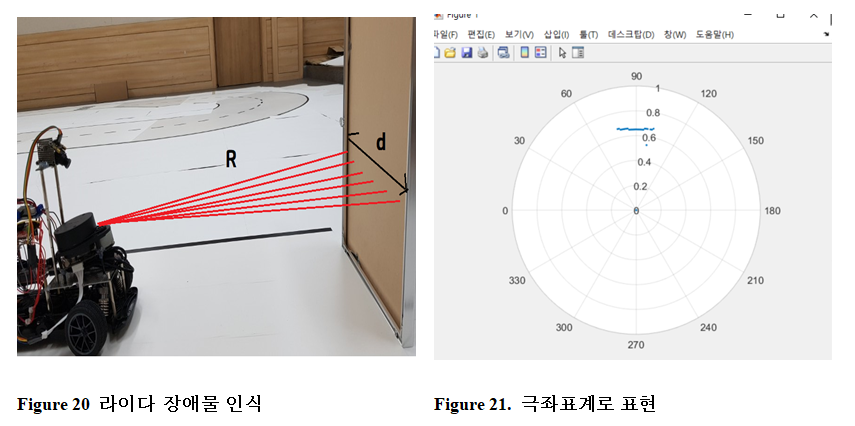 R
d
Figure 1
파일(F) 편집(E) 보기(V) 삽입(I) 툴(T) 데스크탑(D) 창(W) 도움말(H)
90
60 1 120
0.8
30 0.6 150
0.4
0.2
0 0 180
330 210
300 240
270
Figure 20 라이다 장애물 인식
Figure 21. 극좌표계로 표현